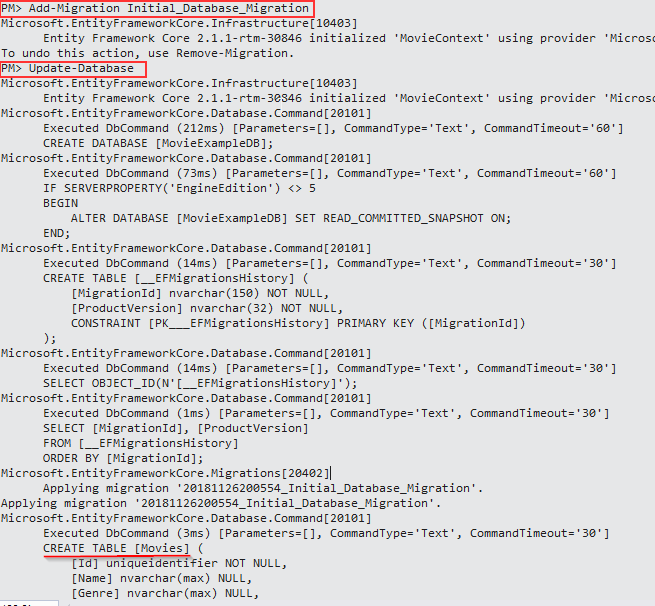 PM> Add-Migration Initial_Database_Migration
Microsoft.EntityFrameworkCore.Infrastructure[10403]
Entity Framework Core 2.1.1-rtm-30846 initialized 'MovieContext' using provider 'Microso
To undo this action, use Remove-Migration.
PM> Update-Database
Microsoft.EntityFrameworkCore.Infrastructure[10403]
Entity Framework Core 2.1.1-rtm-30846 initialized 'MovieContext' using provider 'Microso
Microsoft.EntityFrameworkCore.Database.Command[20101]
Executed DbCommand (212ms) [Parameters=[], CommandType='Text', CommandTimeout='60']
CREATE DATABASE [MovieExampleDB];
Microsoft.EntityFrameworkCore.Database.Command[20101]
Executed DbCommand (73ms) [Parameters=[], CommandType='Text', CommandTimeout='60']
IF SERVERPROPERTY('EngineEdition') <> 5
BEGIN
ALTER DATABASE [MovieExampleDB] SET READ_COMMITTED_SNAPSHOT ON;
END;
Microsoft.EntityFrameworkCore.Database.Command[20101]
Executed DbCommand (14ms) [Parameters=[], CommandType='Text', CommandTimeout='30']
CREATE TABLE [__EFMigrationsHistory] (
[MigrationId] nvarchar(150) NOT NULL,
[ProductVersion] nvarchar(32) NOT NULL,
CONSTRAINT [PK___EFMigrationsHistory] PRIMARY KEY ([MigrationId])
);
Microsoft.EntityFrameworkCore.Database.Command[20101]
Executed DbCommand (14ms) [Parameters=[], CommandType='Text', CommandTimeout='30']
SELECT OBJECT_ID(N'[__EFMigrationsHistory]');
Microsoft.EntityFrameworkCore.Database.Command[20101]
Executed DbCommand (1ms) [Parameters=[], CommandType='Text', CommandTimeout='30']
SELECT [MigrationId], [ProductVersion]
FROM [__EFMigrationsHistory]
ORDER BY [MigrationId];
Microsoft.EntityFrameworkCore.Migrations[20402]
Applying migration '20181126200554_Initial_Database_Migration'.
Applying migration '20181126200554_Initial_Database_Migration'.
Microsoft.EntityFrameworkCore.Database.Command[20101]
Executed DbCommand (3ms) [Parameters=[], CommandType='Text', CommandTimeout='30']
CREATE TABLE [Movies] (
[Id] uniqueidentifier NOT NULL,
[Name] nvarchar(max) NULL,
[Genre] nvarchar(max) NULL,